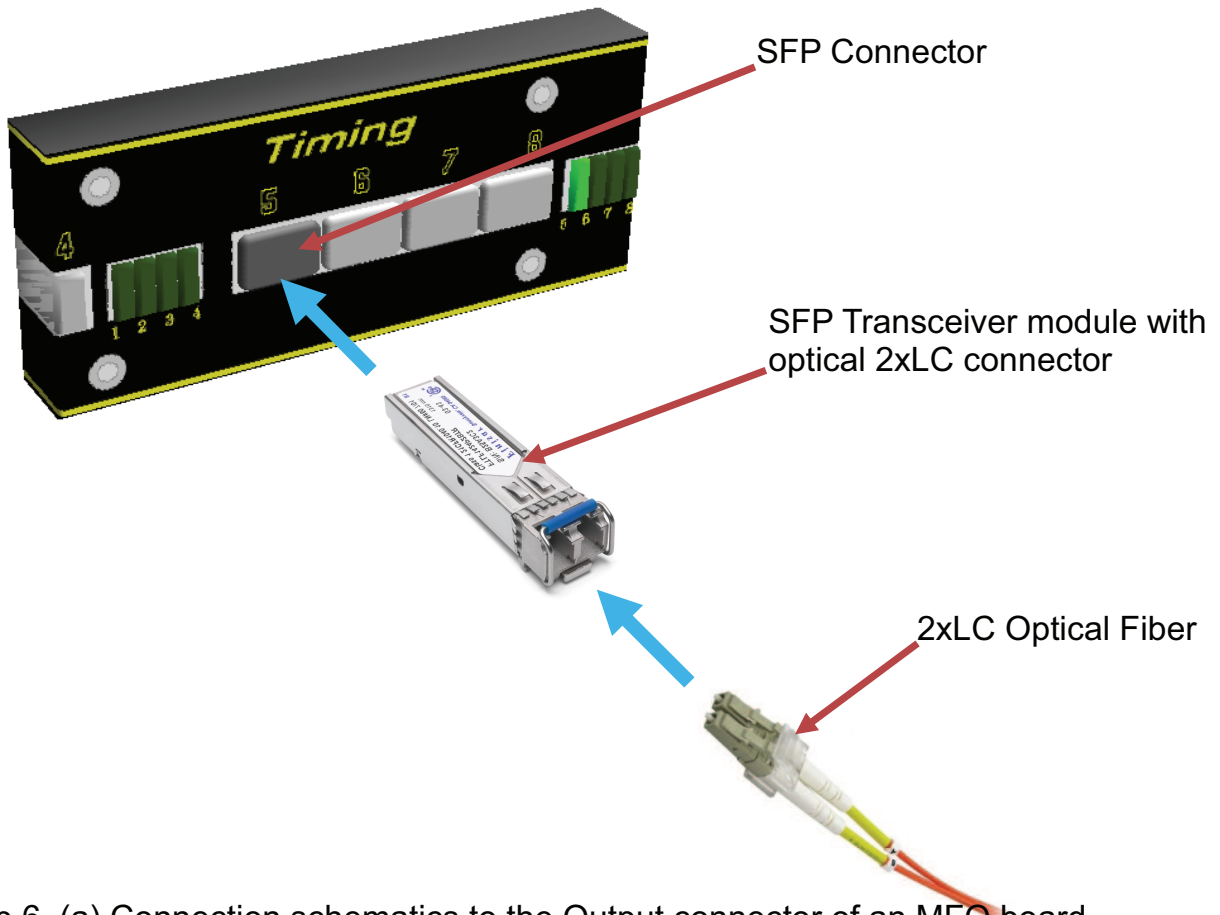 SFP Connector
Timing
5
6
7
8
4
5 6 7 8
1 2 3 4
SFP Transceiver module with
optical 2xLC connector
2xLC Optical Fiber
6. (a) Connection schematics to the Output connector of an MFO board